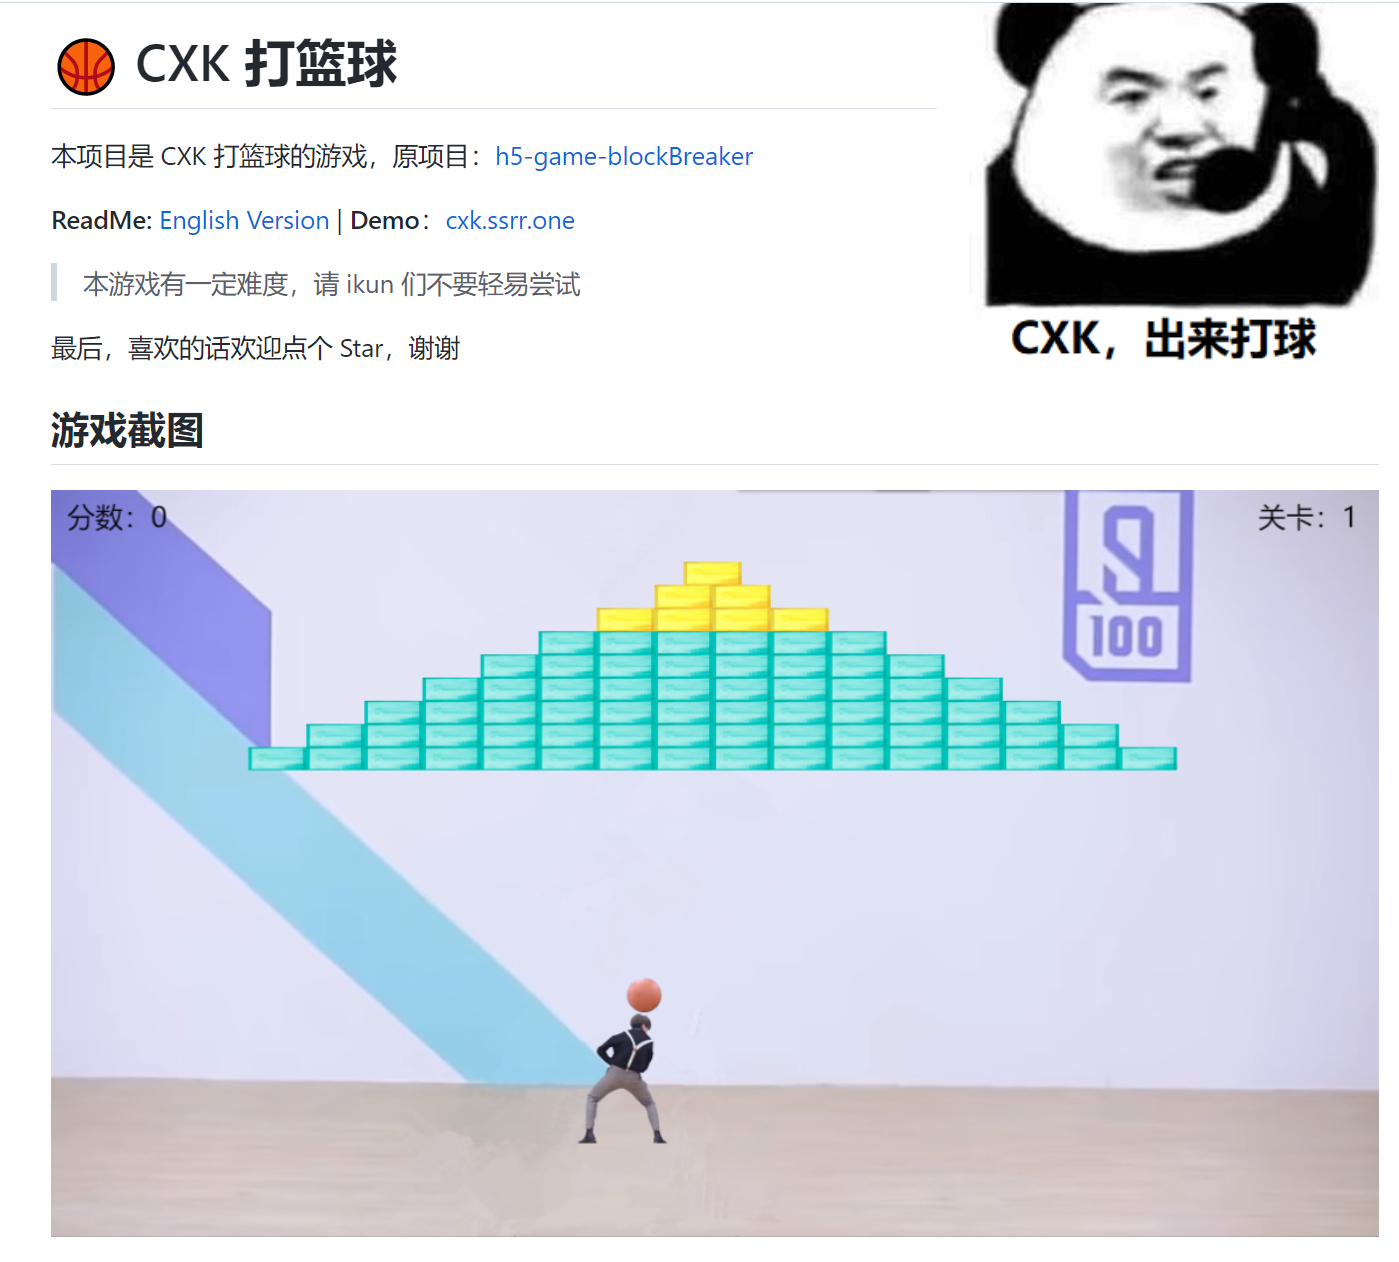 CXK 打篮球
本项目是 CXK 打篮球的游戏，原项目：h5-game-blockBreaker
ReadMe: English Version | Demo：cxk.ssrr.one
本游戏有一定难度，请 ikun 们不要轻易尝试
最后，喜欢的话欢迎点个 Star，谢谢
CXK，出来打球
游戏截图
分数：0
关卡：1
100